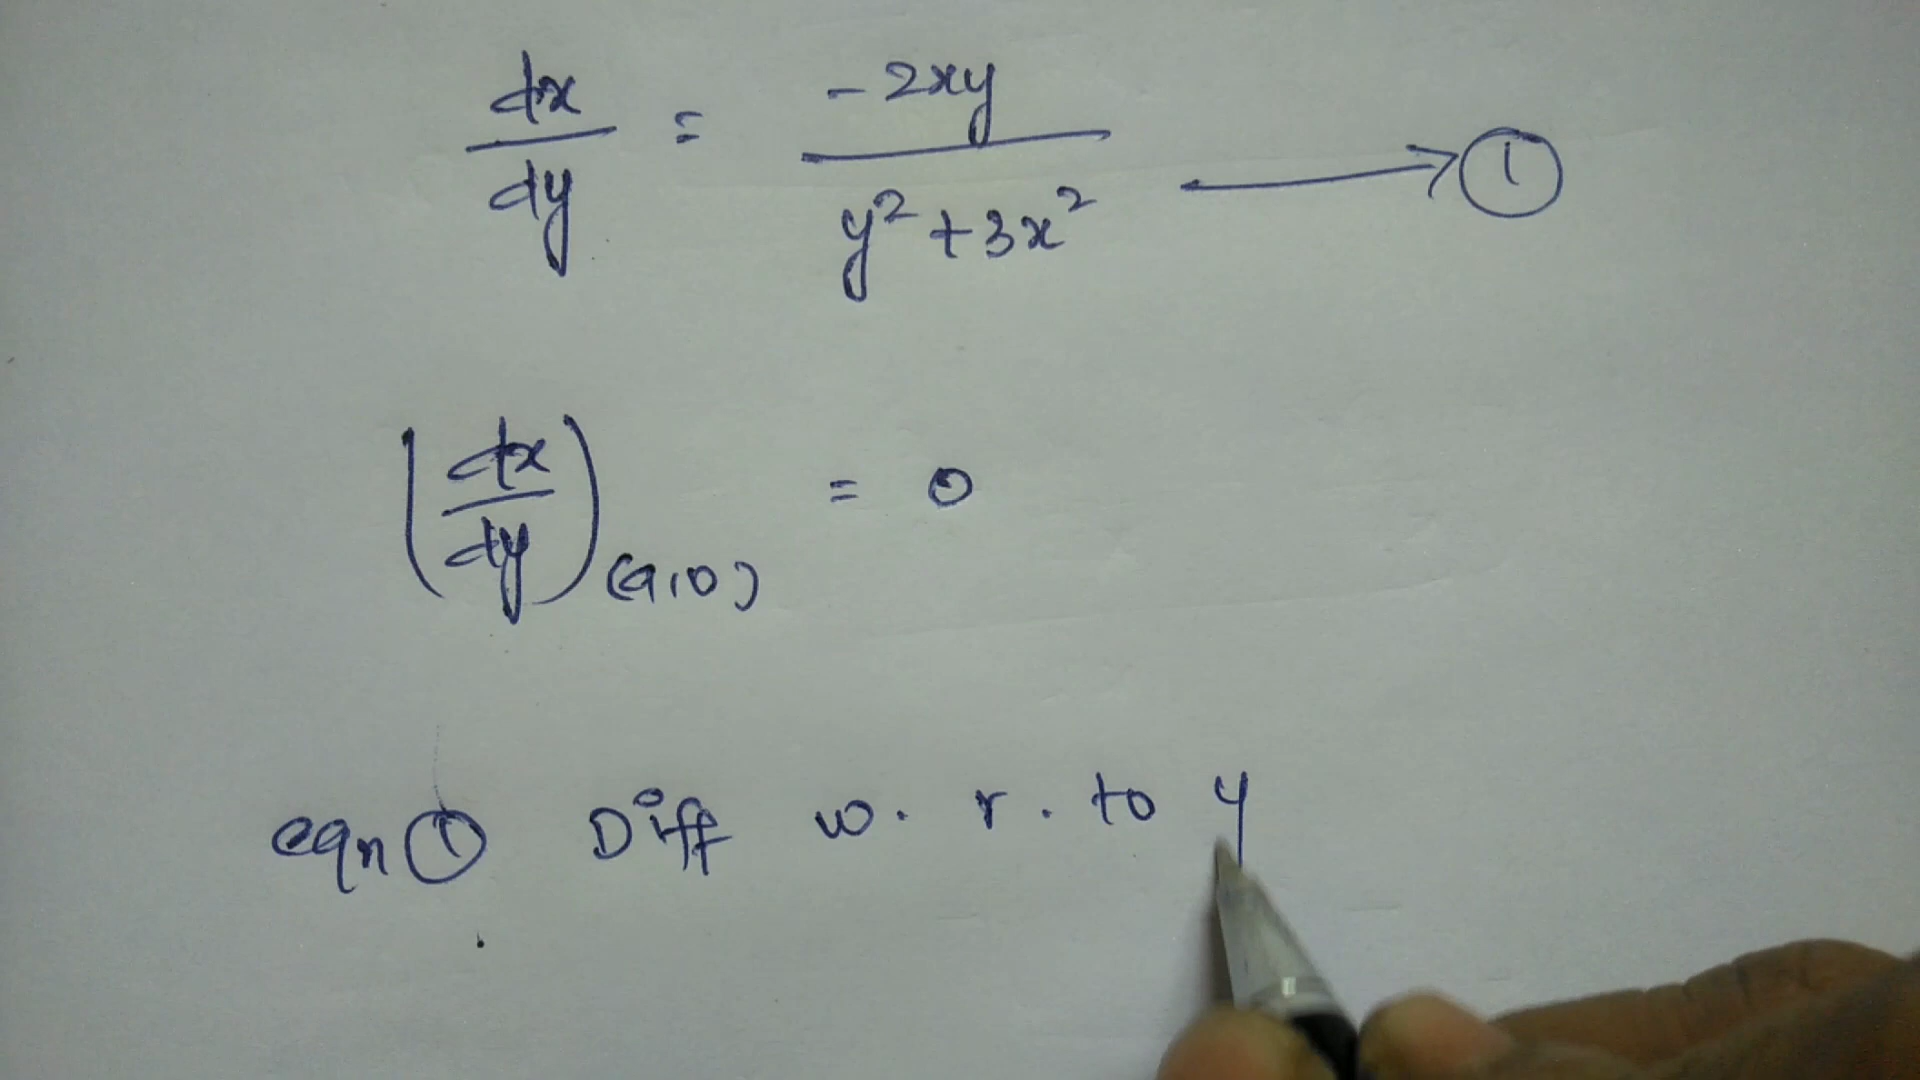 dx/dy = -2xy / y²+3x² → ①
(dx/dy)(a,0) = 0
eqn ① Diff w.r.to y